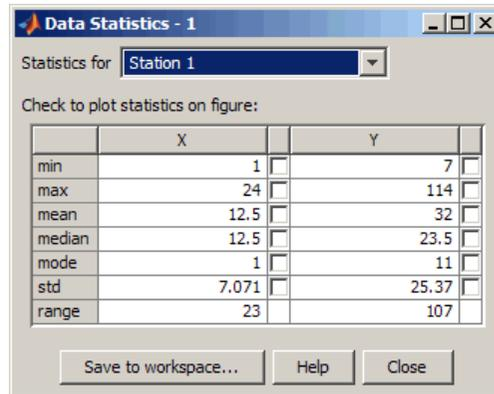 Data Statistics - 1
Statistics for Station 1
Check to plot statistics on figure:
X Y
min 1 7
max 24 114
mean 12.5 32
median 12.5 23.5
mode 1 11
std 7.071 25.37
range 23 107
Save to workspace... Help Close